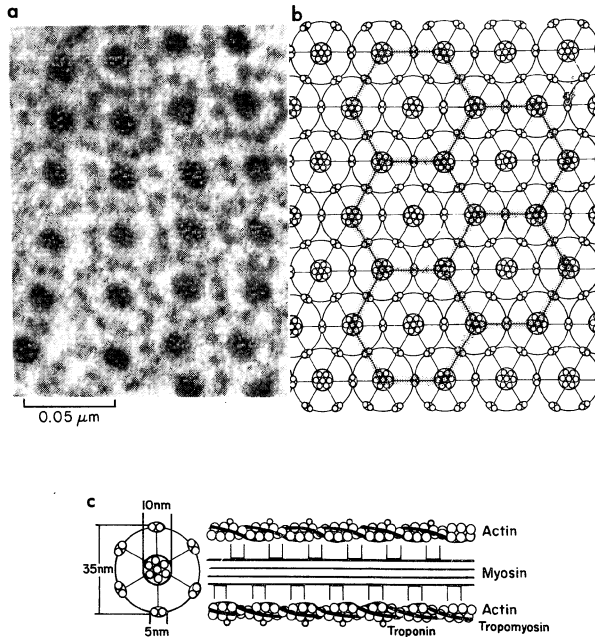 a
b
0.05 μm
c
10nm
35nm
5nm
Actin
Myosin
Actin
Troponin
Tropomyosin